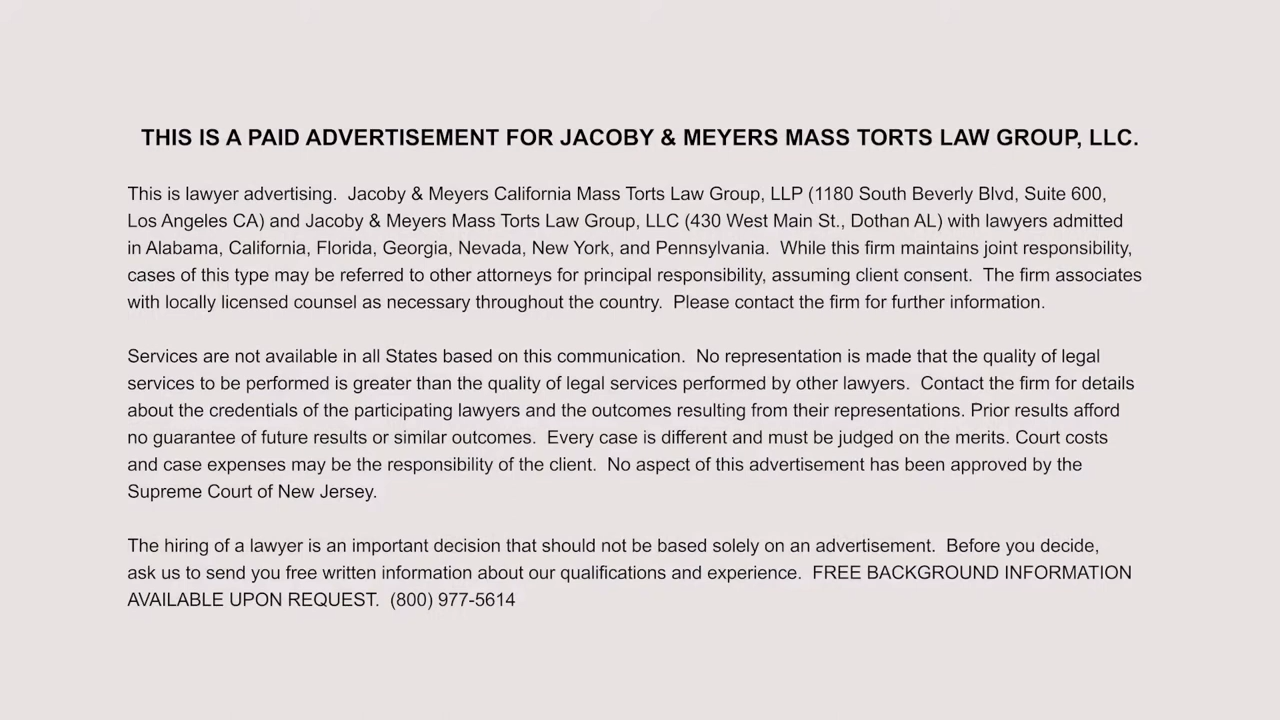 THIS IS A PAID ADVERTISEMENT FOR JACOBY & MEYERS MASS TORTS LAW GROUP, LLC.
This is lawyer advertising.  Jacoby & Meyers California Mass Torts Law Group, LLP (1180 South Beverly Blvd, Suite 600,
Los Angeles CA) and Jacoby & Meyers Mass Torts Law Group, LLC (430 West Main St., Dothan AL) with lawyers admitted
in Alabama, California, Florida, Georgia, Nevada, New York, and Pennsylvania.  While this firm maintains joint responsibility,
cases of this type may be referred to other attorneys for principal responsibility, assuming client consent.  The firm associates
with locally licensed counsel as necessary throughout the country.  Please contact the firm for further information.
Services are not available in all States based on this communication.  No representation is made that the quality of legal
services to be performed is greater than the quality of legal services performed by other lawyers.  Contact the firm for details
about the credentials of the participating lawyers and the outcomes resulting from their representations. Prior results afford
no guarantee of future results or similar outcomes.  Every case is different and must be judged on the merits. Court costs
and case expenses may be the responsibility of the client.  No aspect of this advertisement has been approved by the
Supreme Court of New Jersey.
The hiring of a lawyer is an important decision that should not be based solely on an advertisement.  Before you decide,
ask us to send you free written information about our qualifications and experience.  FREE BACKGROUND INFORMATION
AVAILABLE UPON REQUEST.  (800) 977-5614